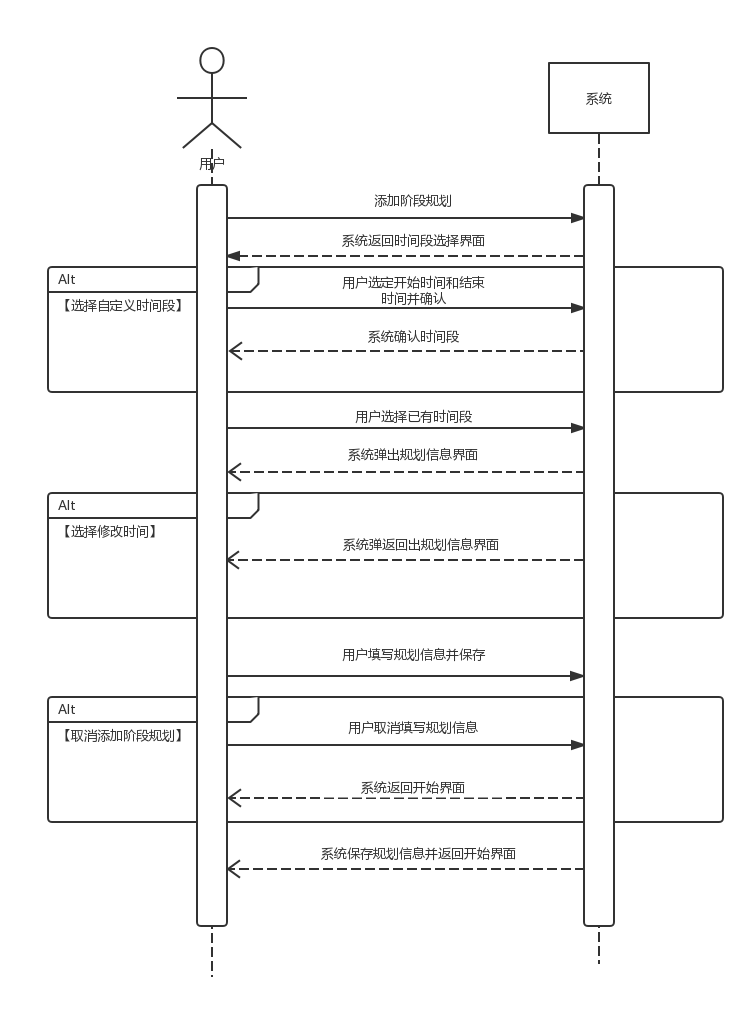 系统
用户
添加阶段规划
系统返回时间段选择界面
Alt
【选择自定义时间段】
用户选定开始时间和结束
时间并确认
系统确认时间段
用户选择已有时间段
系统弹出规划信息界面
Alt
【选择修改时间】
系统弹返回出规划信息界面
用户填写规划信息并保存
Alt
【取消添加阶段规划】
用户取消填写规划信息
系统返回开始界面
系统保存规划信息并返回开始界面